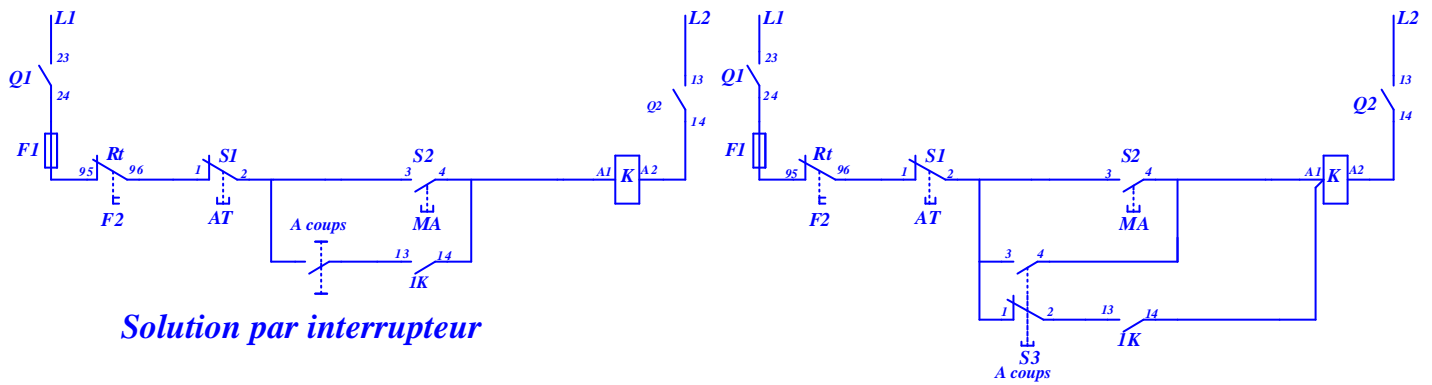 L1
L2
23
Q1
24
13
Q2
14
F1
Rt
95
96
S1
1
2
S2
3
4
A1
K
A2
F2
AT
A coups
MA
13
14
1K
Solution par interrupteur
L1
L2
23
Q1
24
13
Q2
14
F1
Rt
95
96
S1
1
2
S2
3
4
A1
K
A2
F2
AT
MA
3
4
1
2
13
14
1K
S3
A coups